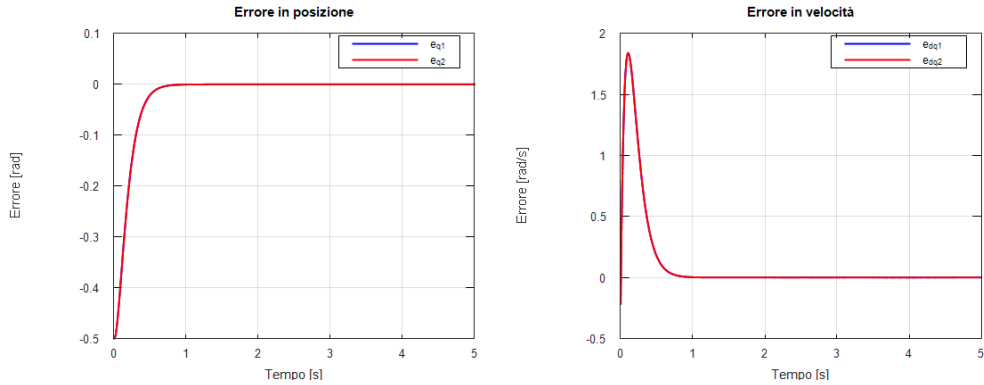 Errore in posizione
0.1
0
-0.1
-0.2
-0.3
-0.4
-0.5
0 1 2 3 4 5
Errore [rad]
Tempo [s]
eq1
eq2
Errore in velocità
2
1.5
1
0.5
0
-0.5
0 1 2 3 4 5
Errore [rad/s]
Tempo [s]
edq1
edq2